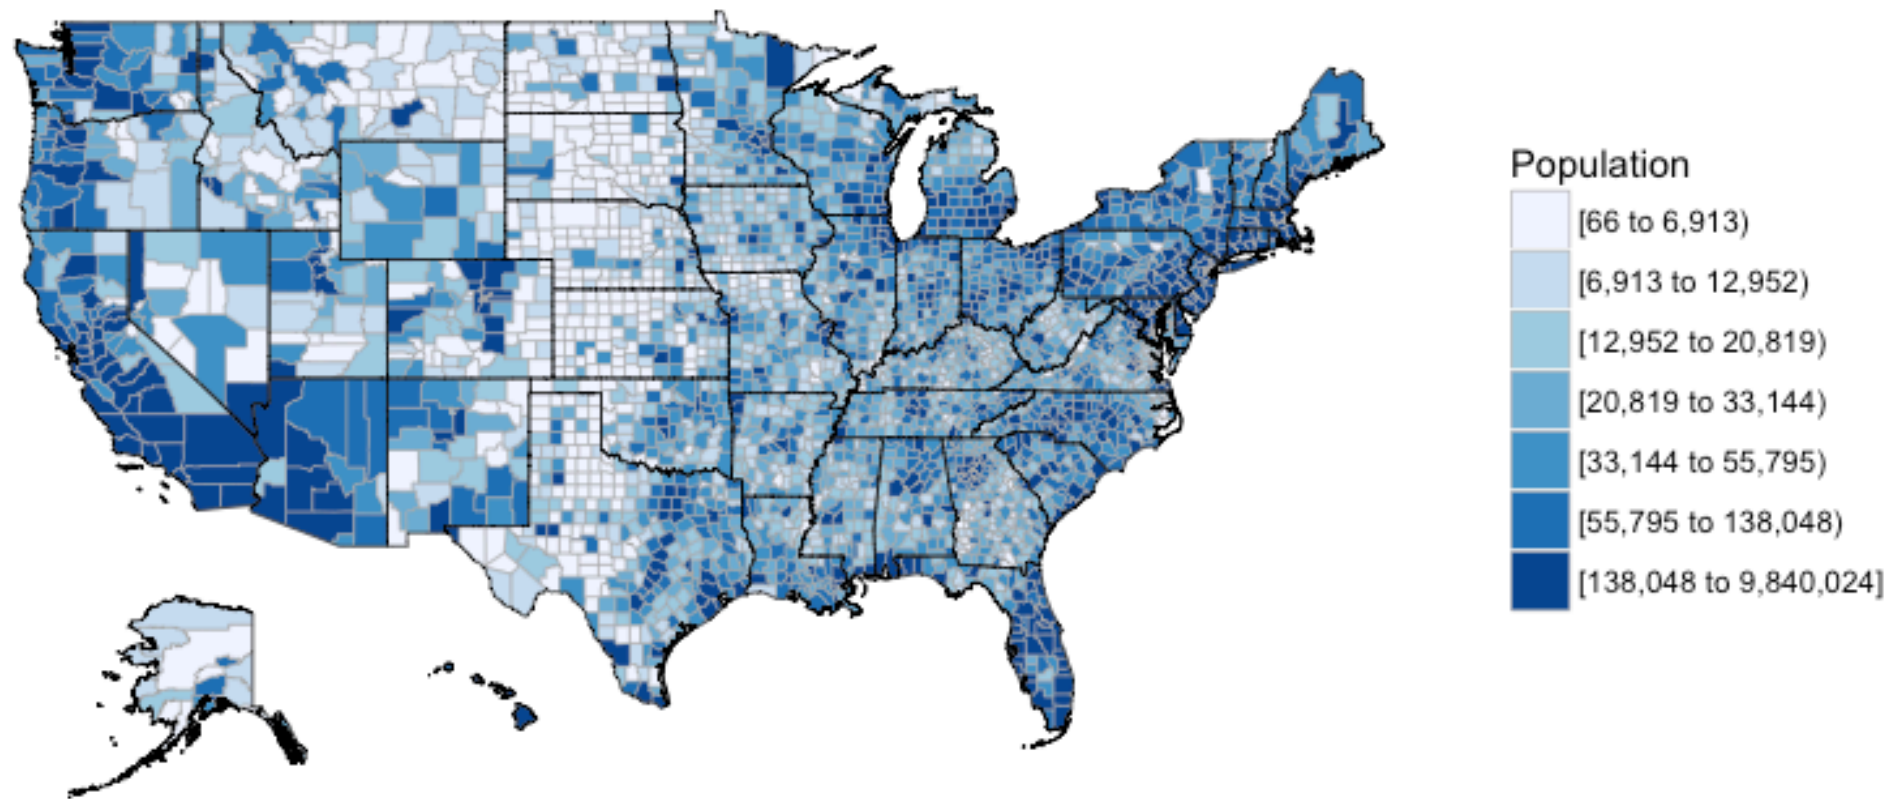 Population
[66 to 6,913)
[6,913 to 12,952)
[12,952 to 20,819)
[20,819 to 33,144)
[33,144 to 55,795)
[55,795 to 138,048)
[138,048 to 9,840,024]